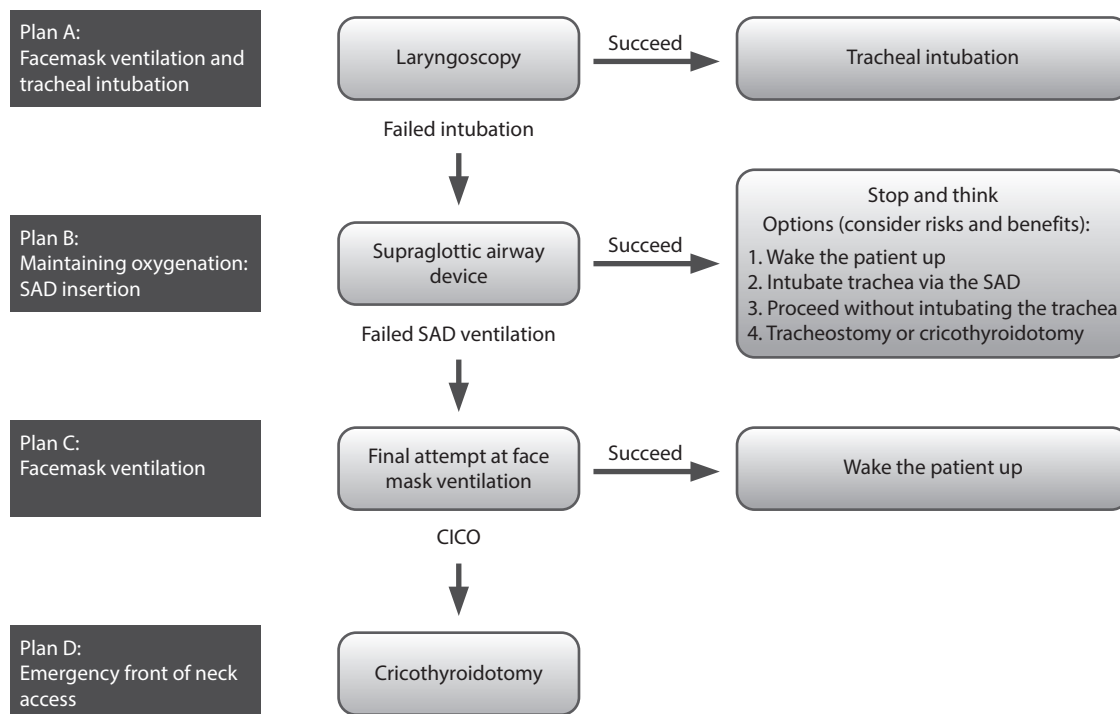 Plan A:
Facemask ventilation and
tracheal intubation
Laryngoscopy
Succeed
Tracheal intubation
Failed intubation
Plan B:
Maintaining oxygenation:
SAD insertion
Supraglottic airway
device
Succeed
Stop and think
Options (consider risks and benefits):
1. Wake the patient up
2. Intubate trachea via the SAD
3. Proceed without intubating the trachea
4. Tracheostomy or cricothyroidotomy
Failed SAD ventilation
Plan C:
Facemask ventilation
Final attempt at face
mask ventilation
Succeed
Wake the patient up
CICO
Plan D:
Emergency front of neck
access
Cricothyroidotomy